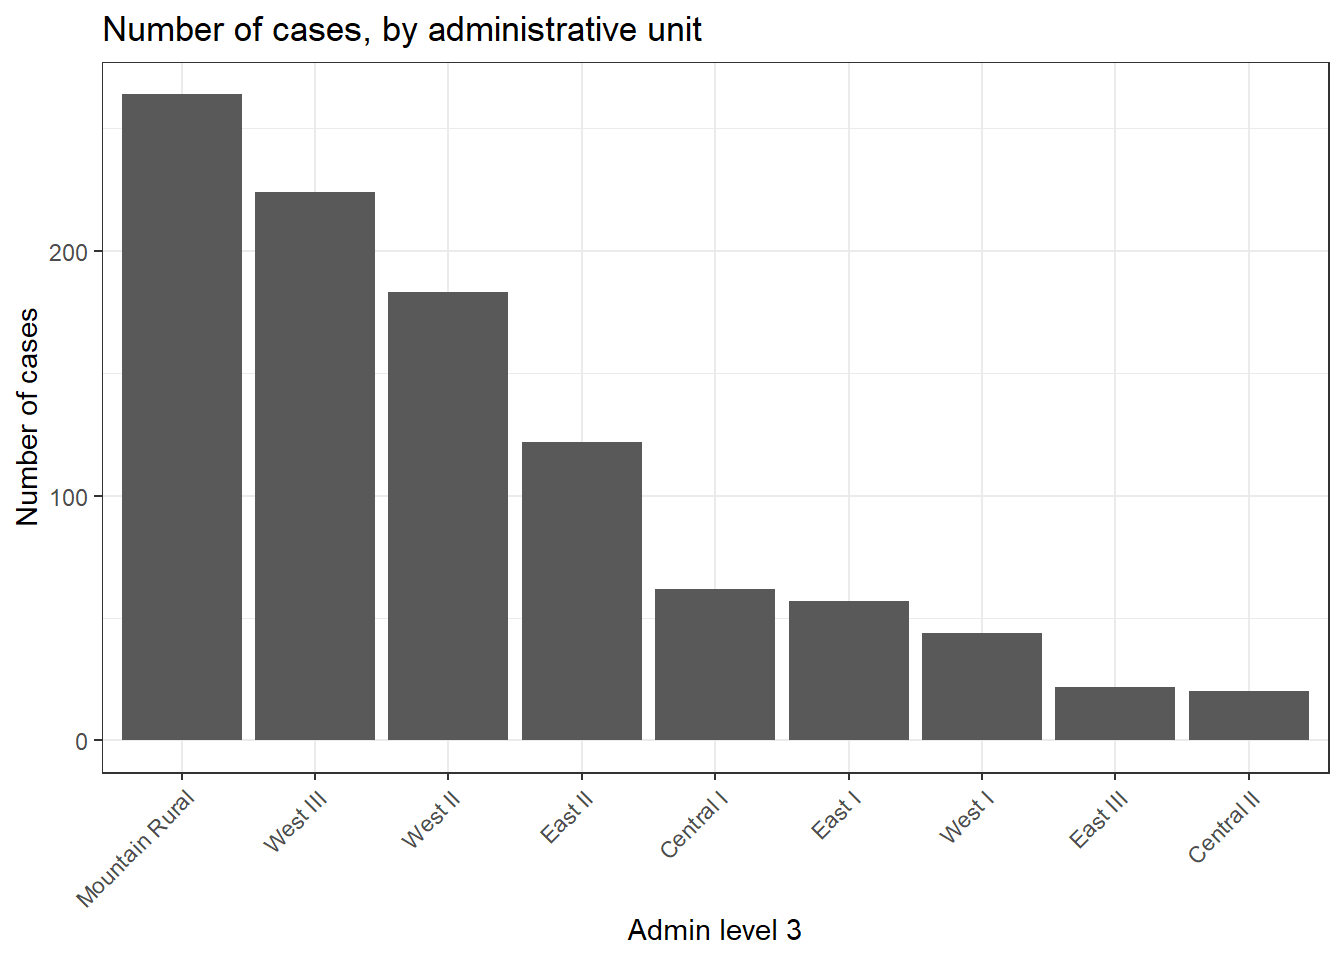 Number of cases, by administrative unit
Number of cases
200
100
0
Mountain Rural
West III
West II
East II
Central I
East I
West I
East III
Central II
Admin level 3